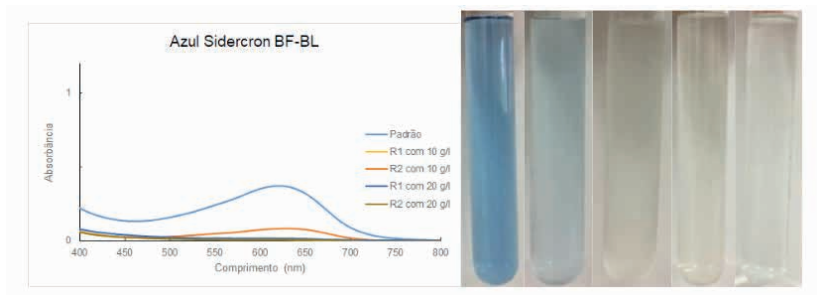 Azul Sidercron BF-BL
1
Absorbância
0
Padrão
R1 com 10 g/l
R2 com 10 g/l
R1 com 20 g/l
R2 com 20 g/l
400 450 500 550 600 650 700 750 800
Comprimento (nm)